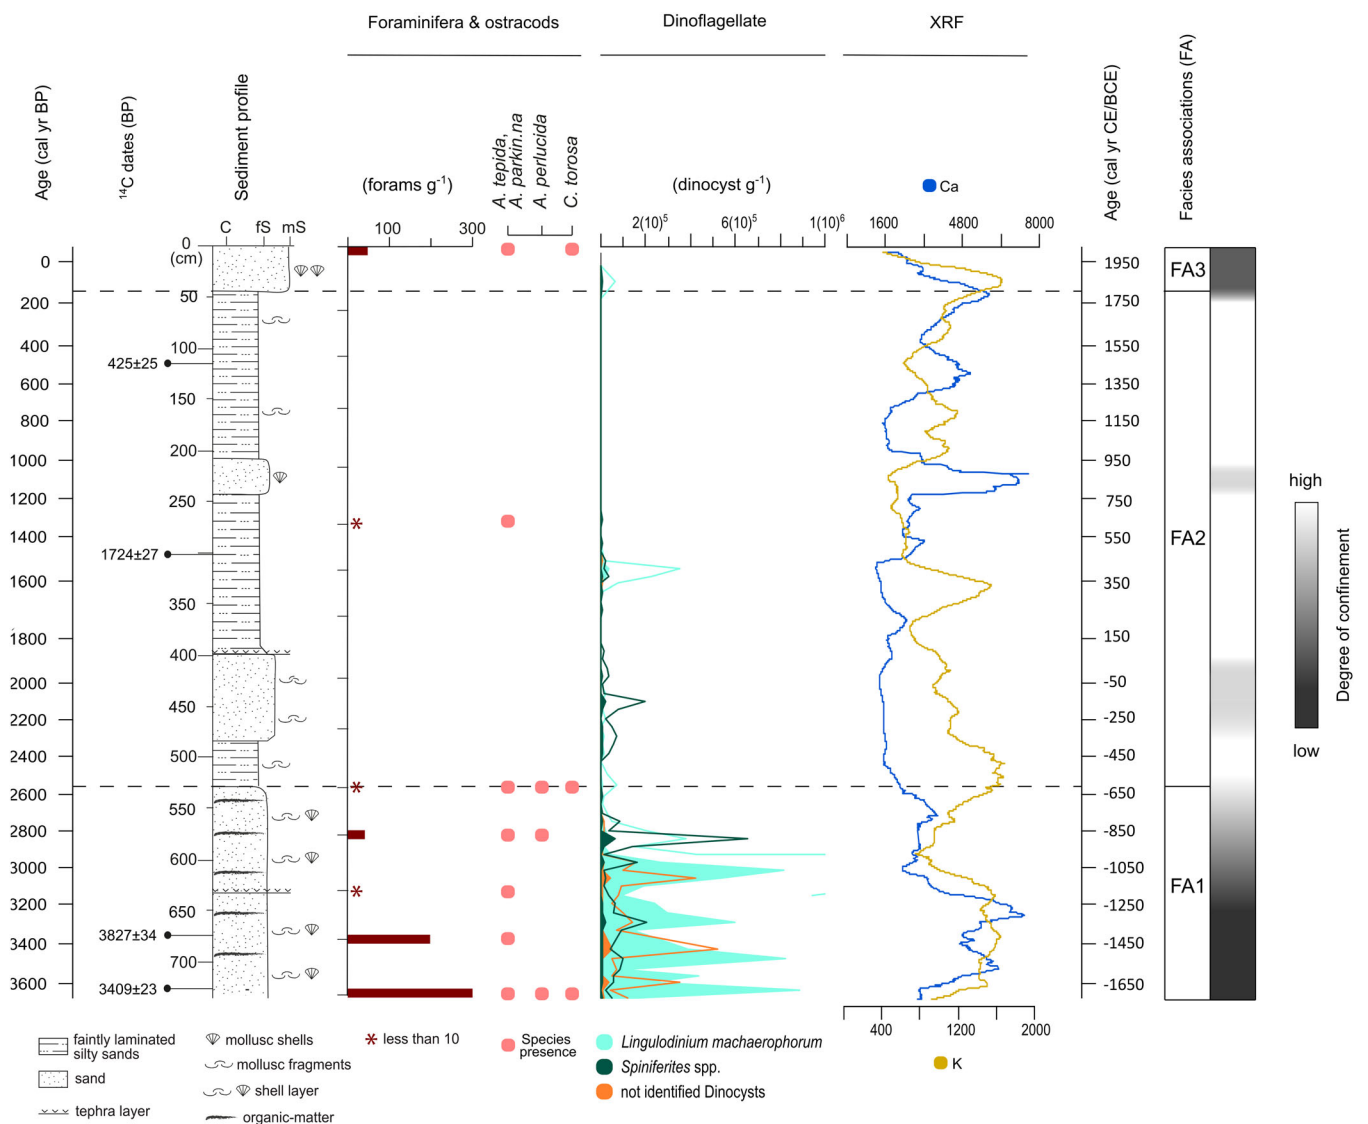 Foraminifera & ostracods
Dinoflagellate
XRF
Age (cal yr BP)
¹⁴C dates (BP)
Sediment profile
(forams g⁻¹)
A. tepida,
A. parkin.na
A. perlucida
C. torosa
(dinocyst g⁻¹)
Ca
Age (cal yr CE/BCE)
Facies associations (FA)
C fS mS
100 300
2(10⁵) 6(10⁵) 1(10⁶)
1600 4800 8000
0
(cm)
50
100
150
200
250
350
400
450
500
550
600
650
700
0
200
400
600
800
1000
1200
1400
1600
1800
2000
2200
2400
2600
2800
3000
3200
3400
3600
425±25
1724±27
3827±34
3409±23
1950
1750
1550
1350
1150
950
750
550
350
150
-50
-250
-450
-650
-850
-1050
-1250
-1450
-1650
FA3
FA2
FA1
high
Degree of confinement
low
400 1200 2000
K
faintly laminated
silty sands
sand
tephra layer
mollusc shells
mollusc fragments
shell layer
organic-matter
less than 10
Species
presence
Lingulodinium machaerophorum
Spiniferites spp.
not identified Dinocysts